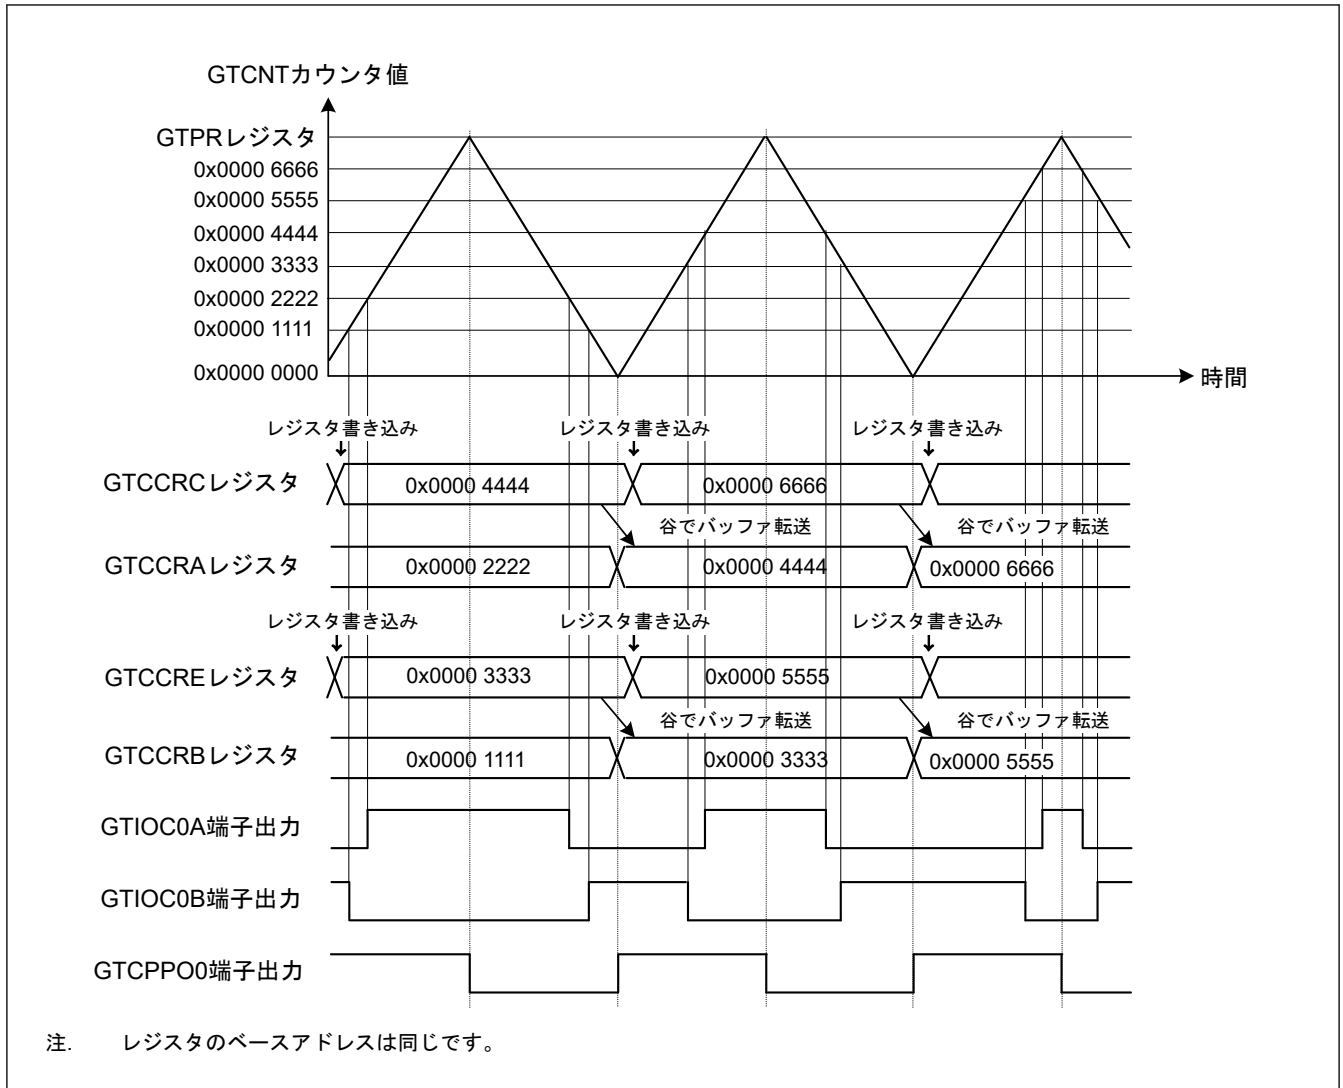 GTCNTカウンタ値
GTPRレジスタ
0x0000 6666
0x0000 5555
0x0000 4444
0x0000 3333
0x0000 2222
0x0000 1111
0x0000 0000
時間
レジスタ書き込み レジスタ書き込み レジスタ書き込み
GTCCRCレジスタ 0x0000 4444 0x0000 6666
谷でバッファ転送 谷でバッファ転送
GTCCRAレジスタ 0x0000 2222 0x0000 4444 0x0000 6666
レジスタ書き込み レジスタ書き込み レジスタ書き込み
GTCCREレジスタ 0x0000 3333 0x0000 5555
谷でバッファ転送 谷でバッファ転送
GTCCRBレジスタ 0x0000 1111 0x0000 3333 0x0000 5555
GTIOC0A端子出力
GTIOC0B端子出力
GTCPPO0端子出力
注. レジスタのベースアドレスは同じです。